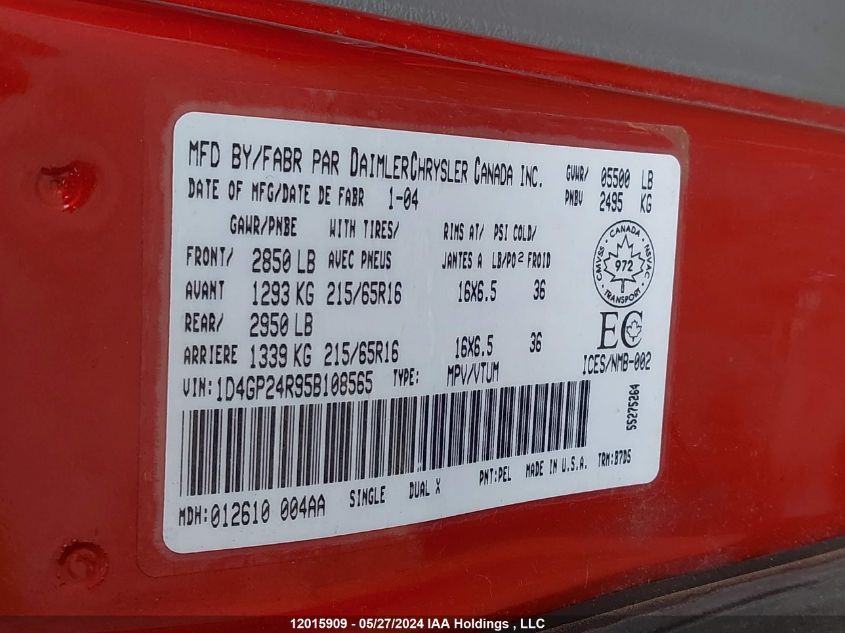 MFD BY/FABR PAR DAIMLERCHRYSLER CANADA INC. GVWR/ 05500 LB
DATE OF MFG/DATE DE FABR 1-04 PNBV 2495 KG
GAWR/PNBE WITH TIRES/ RIMS AT/ PSI COLD/
FRONT/ 2850 LB AVEC PNEUS JANTES A LB/PO² FROID
AVANT 1293 KG 215/65R16 16X6.5 36
REAR/ 2950 LB
ARRIERE 1339 KG 215/65R16 16X6.5 36
CMVSS · CANADA · NSVAC
972
TRANSPORT
EC
ICES/NMB-002
VIN:1D4GP24R95B108565 TYPE: MPV/VTUM
55275264
PNT:PEL MADE IN U.S.A. TRM:B7D5
MDH:012610 004AA SINGLE DUAL X
12015909 - 05/27/2024 IAA Holdings , LLC